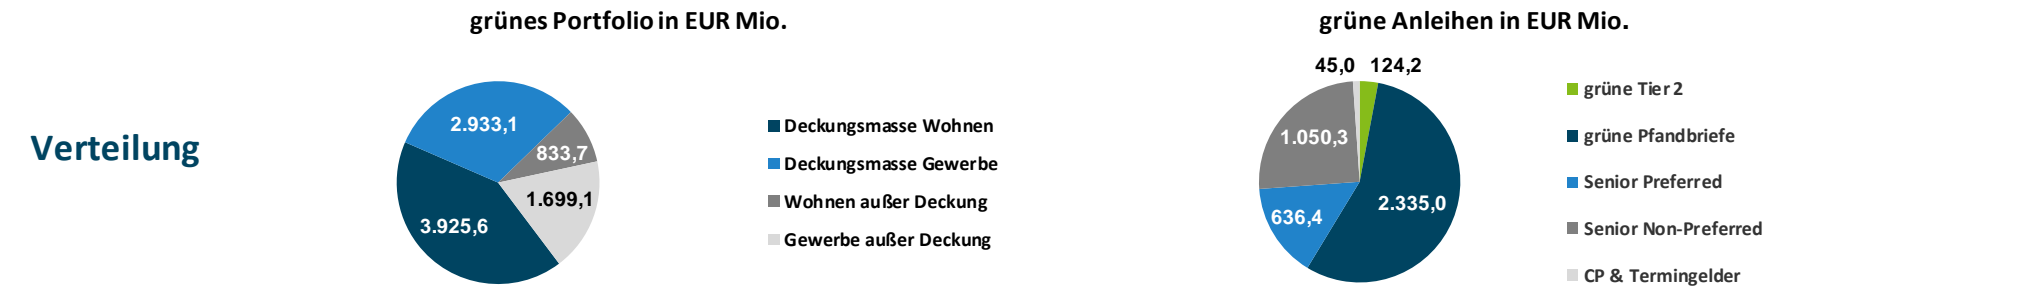 grünes Portfolio in EUR Mio.
2.933,1
833,7
1.699,1
3.925,6
Deckungsmasse Wohnen
Deckungsmasse Gewerbe
Wohnen außer Deckung
Gewerbe außer Deckung
Verteilung
grüne Anleihen in EUR Mio.
45,0
124,2
1.050,3
2.335,0
636,4
grüne Tier 2
grüne Pfandbriefe
Senior Preferred
Senior Non-Preferred
CP & Termingelder